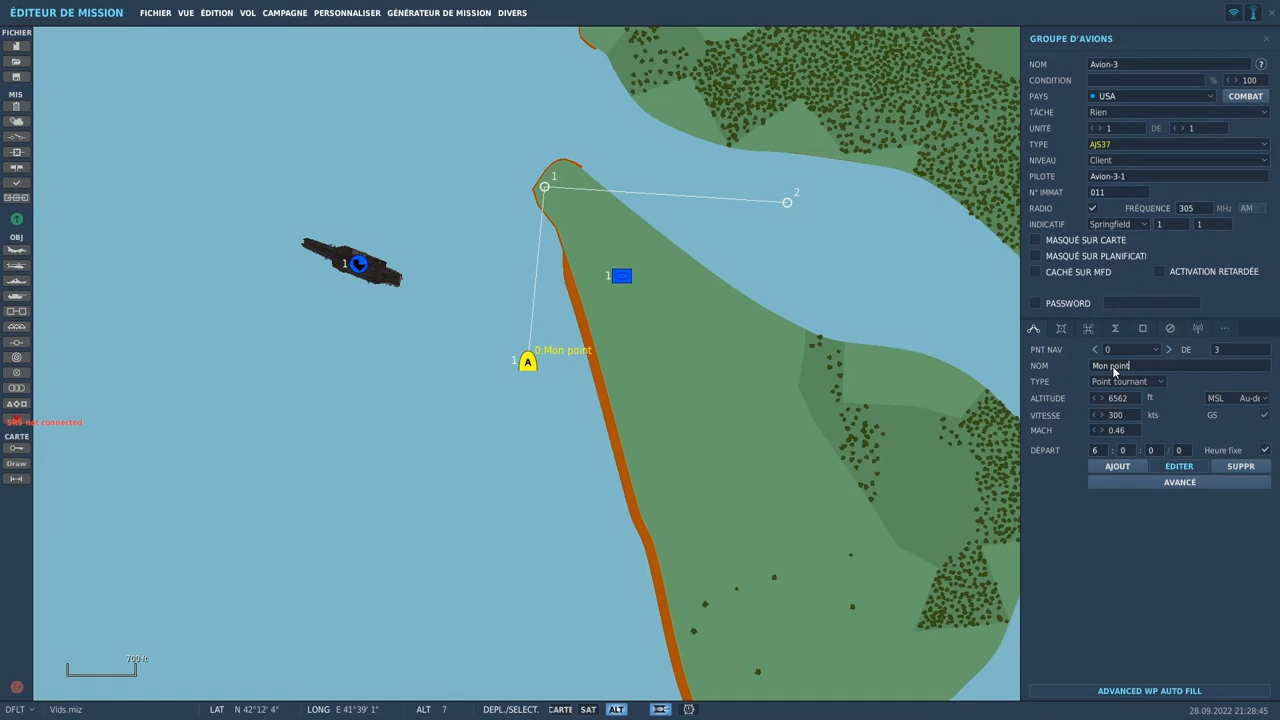 ÉDITEUR DE MISSION FICHIER VUE ÉDITION VOL CAMPAGNE PERSONNALISER GÉNÉRATEUR DE MISSION DIVERS
FICHIER
MIS
OBJ
SRS not connected
CARTE
Draw
1
2
1
1
1
0:Mon point
A
700 ft
GROUPE D'AVIONS
NOM Avion-3 ?
CONDITION % 100
PAYS USA COMBAT
TÂCHE Rien
UNITÉ 1 DE 1
TYPE AJS37
NIVEAU Client
PILOTE Avion-3-1
N° IMMAT 011
RADIO FRÉQUENCE 305 MHz AM
INDICATIF Springfield 1 1
MASQUÉ SUR CARTE
MASQUÉ SUR PLANIFICATI
CACHÉ SUR MFD ACTIVATION RETARDÉE
PASSWORD
PNT NAV 0 DE 3
NOM Mon point
TYPE Point tournant
ALTITUDE 6562 ft MSL Au-de
VITESSE 300 kts GS
MACH 0.46
DÉPART 6 : 0 : 0 / 0 Heure fixe
AJOUT ÉDITER SUPPR
AVANCÉ
ADVANCED WP AUTO FILL
DFLT Vids.miz LAT N 42°12' 4" LONG E 41°39' 1" ALT 7 DEPL./SELECT. CARTE SAT ALT 28.09.2022 21:28:45